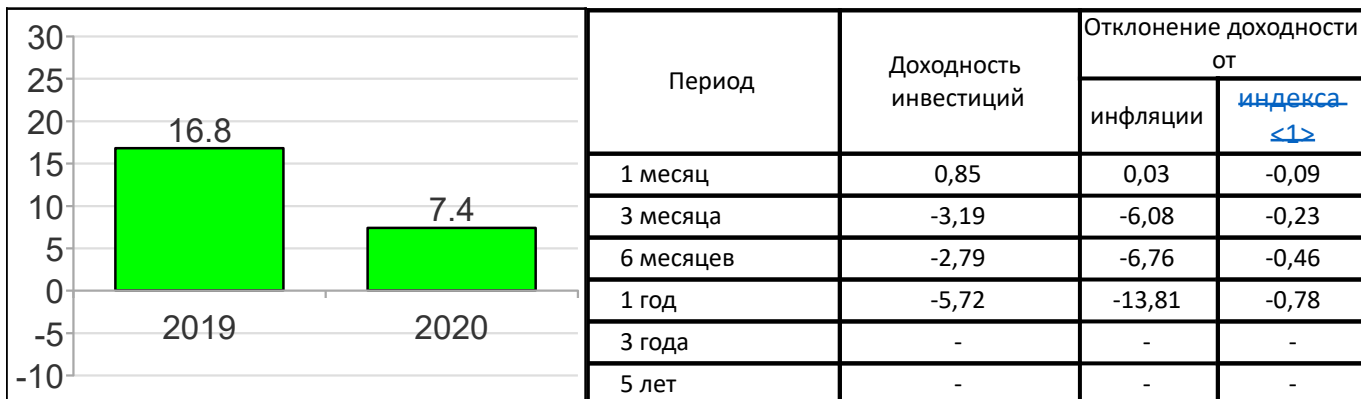 30
25
20
15
10
5
0
-5
-10
16.8
7.4
2019
2020
Период
Доходность
инвестиций
Отклонение доходности
от
инфляции
индекса
<1>
1 месяц 0,85 0,03 -0,09
3 месяца -3,19 -6,08 -0,23
6 месяцев -2,79 -6,76 -0,46
1 год -5,72 -13,81 -0,78
3 года - - -
5 лет - - -